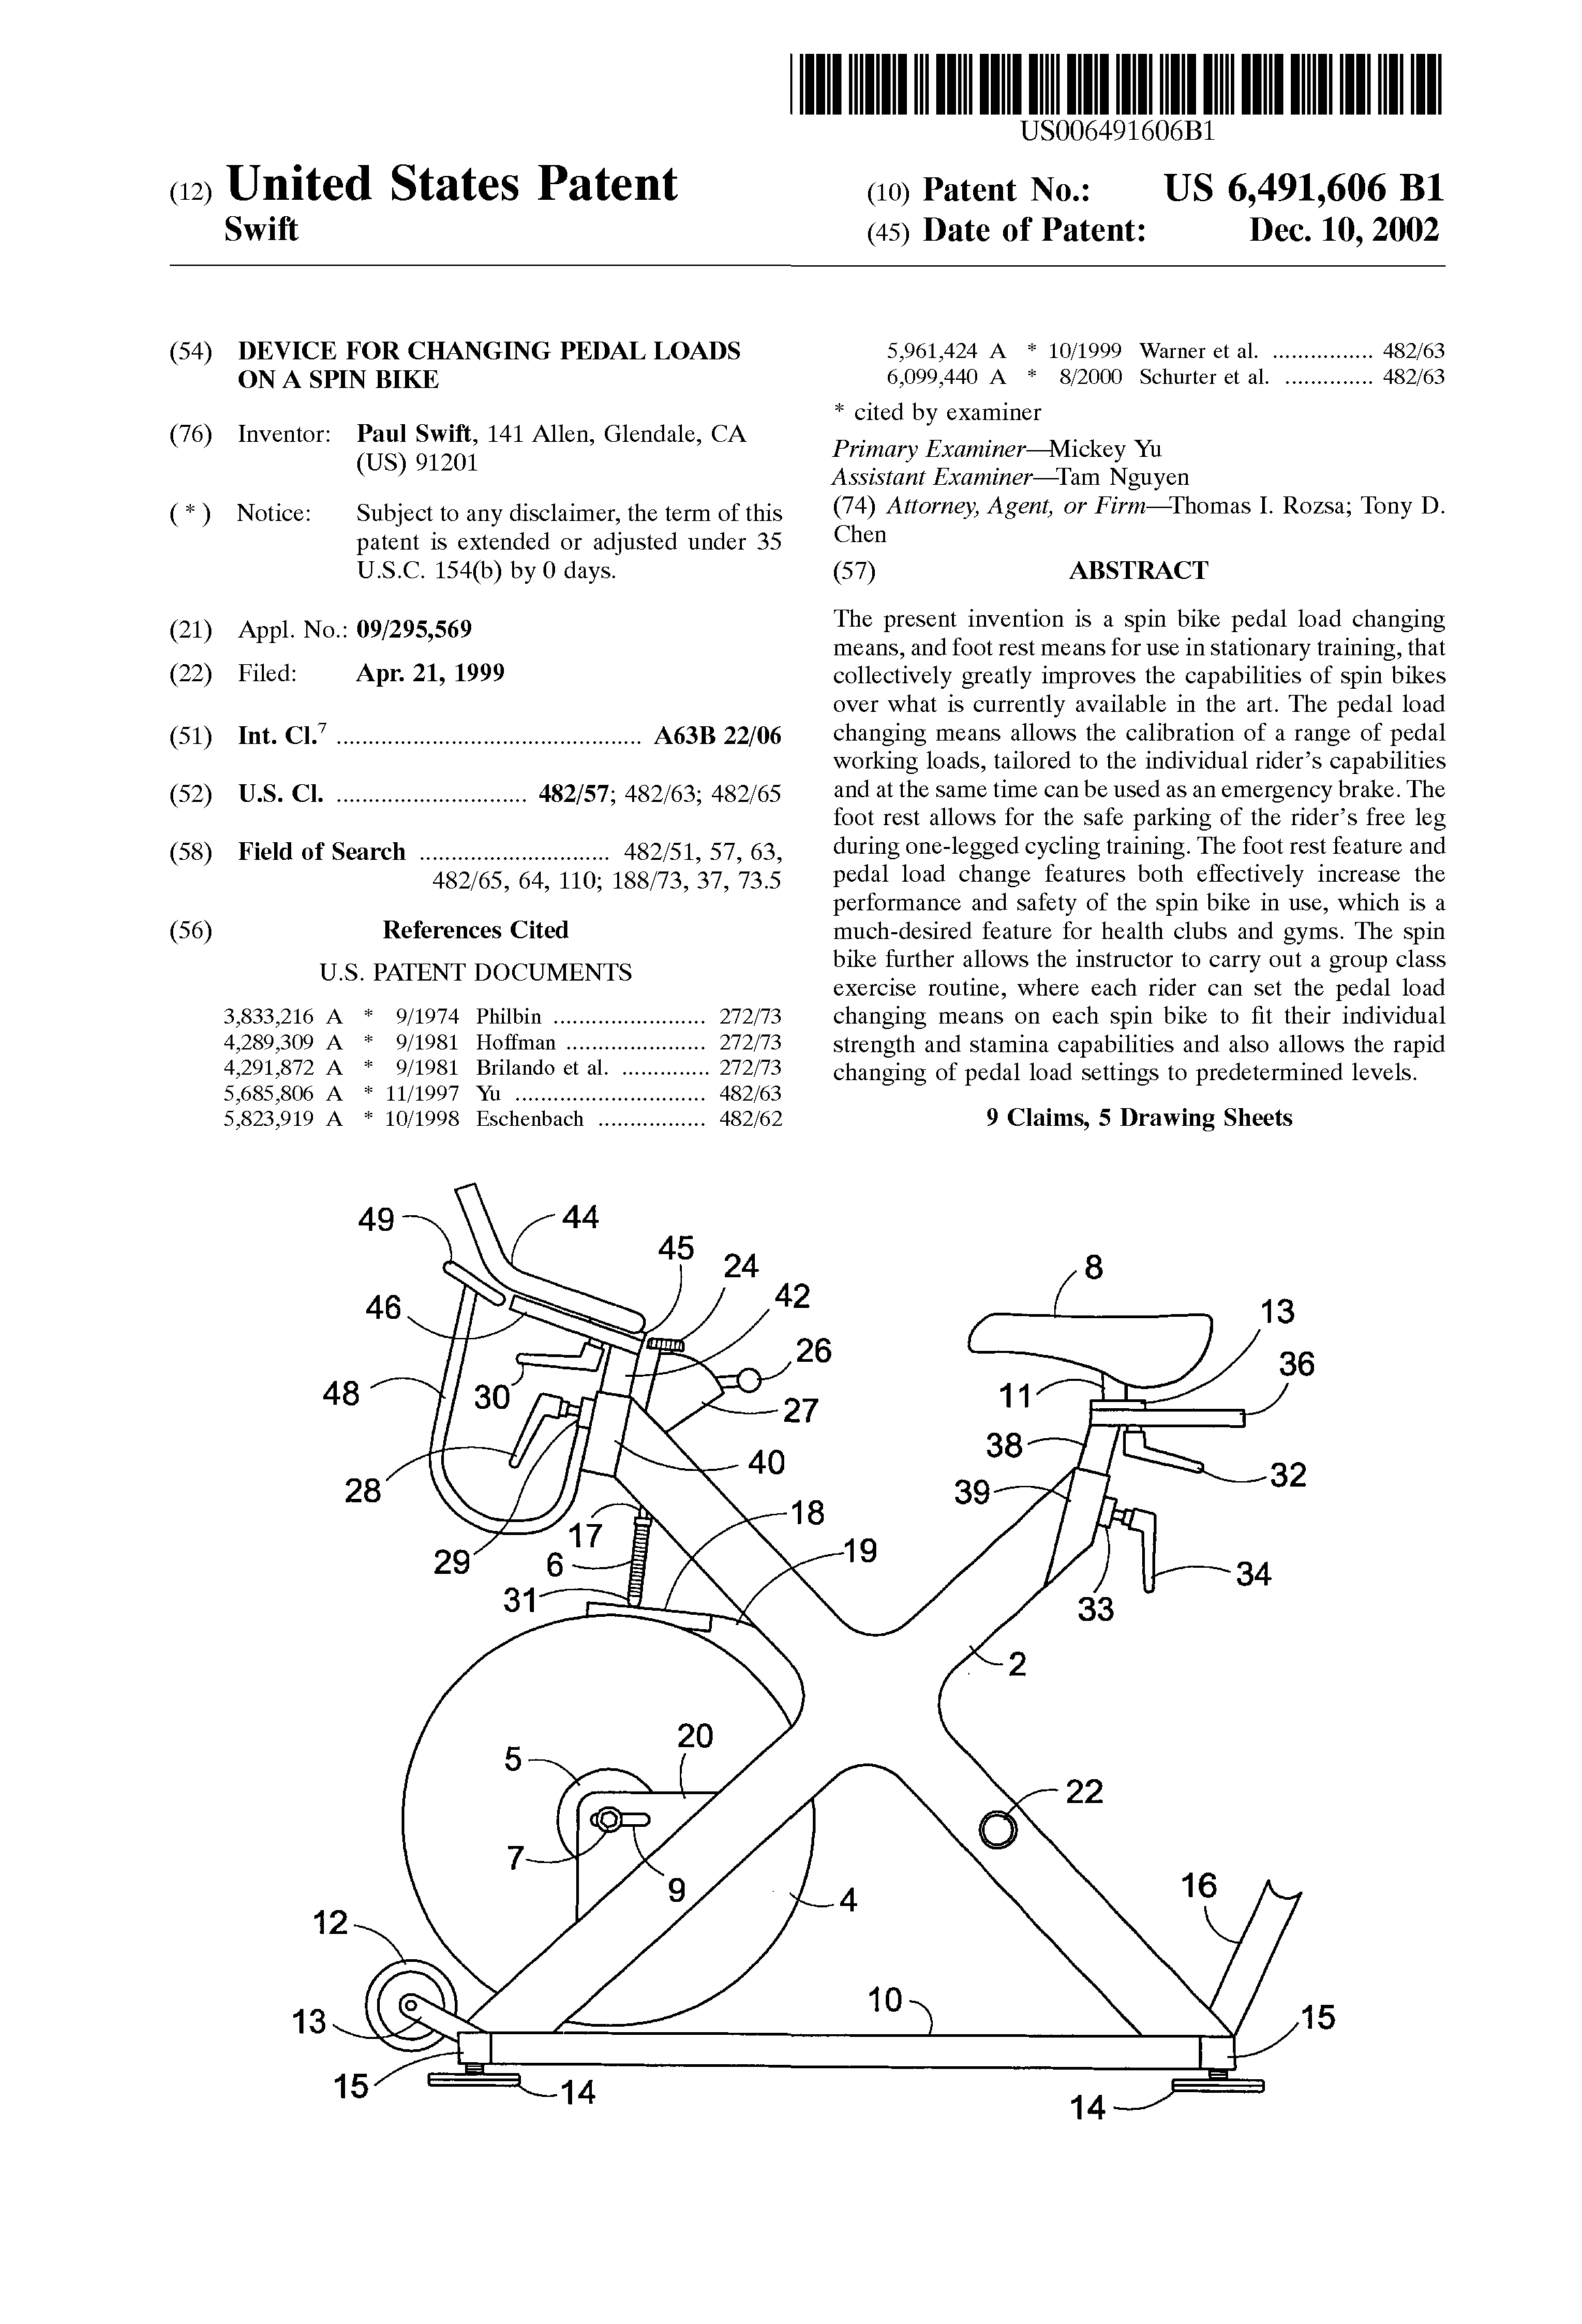 US006491606B1
(12) United States Patent
Swift
(10) Patent No.: US 6,491,606 B1
(45) Date of Patent: Dec. 10, 2002
(54) DEVICE FOR CHANGING PEDAL LOADS
ON A SPIN BIKE
(76) Inventor: Paul Swift, 141 Allen, Glendale, CA
(US) 91201
( * ) Notice: Subject to any disclaimer, the term of this
patent is extended or adjusted under 35
U.S.C. 154(b) by 0 days.
(21) Appl. No.: 09/295,569
(22) Filed: Apr. 21, 1999
(51) Int. Cl.7 ................................................ A63B 22/06
(52) U.S. Cl. .............................. 482/57; 482/63; 482/65
(58) Field of Search .............................. 482/51, 57, 63,
482/65, 64, 110; 188/73, 37, 73.5
(56) References Cited
U.S. PATENT DOCUMENTS
3,833,216 A * 9/1974 Philbin ........................ 272/73
4,289,309 A * 9/1981 Hoffman ...................... 272/73
4,291,872 A * 9/1981 Brilando et al. .............. 272/73
5,685,806 A * 11/1997 Yu .............................. 482/63
5,823,919 A * 10/1998 Eschenbach ................. 482/62
5,961,424 A * 10/1999 Warner et al. ................ 482/63
6,099,440 A * 8/2000 Schurter et al. .............. 482/63
* cited by examiner
Primary Examiner—Mickey Yu
Assistant Examiner—Tam Nguyen
(74) Attorney, Agent, or Firm—Thomas I. Rozsa; Tony D.
Chen
(57) ABSTRACT
The present invention is a spin bike pedal load changing
means, and foot rest means for use in stationary training, that
collectively greatly improves the capabilities of spin bikes
over what is currently available in the art. The pedal load
changing means allows the calibration of a range of pedal
working loads, tailored to the individual rider's capabilities
and at the same time can be used as an emergency brake. The
foot rest allows for the safe parking of the rider's free leg
during one-legged cycling training. The foot rest feature and
pedal load change features both effectively increase the
performance and safety of the spin bike in use, which is a
much-desired feature for health clubs and gyms. The spin
bike further allows the instructor to carry out a group class
exercise routine, where each rider can set the pedal load
changing means on each spin bike to fit their individual
strength and stamina capabilities and also allows the rapid
changing of pedal load settings to predetermined levels.
9 Claims, 5 Drawing Sheets
49
44
45
24
8
42
13
46
26
36
48
30
11
27
38
40
32
28
39
18
17
29
6
19
34
31
33
2
20
5
22
7
9
16
4
12
10
13
15
15
14
14